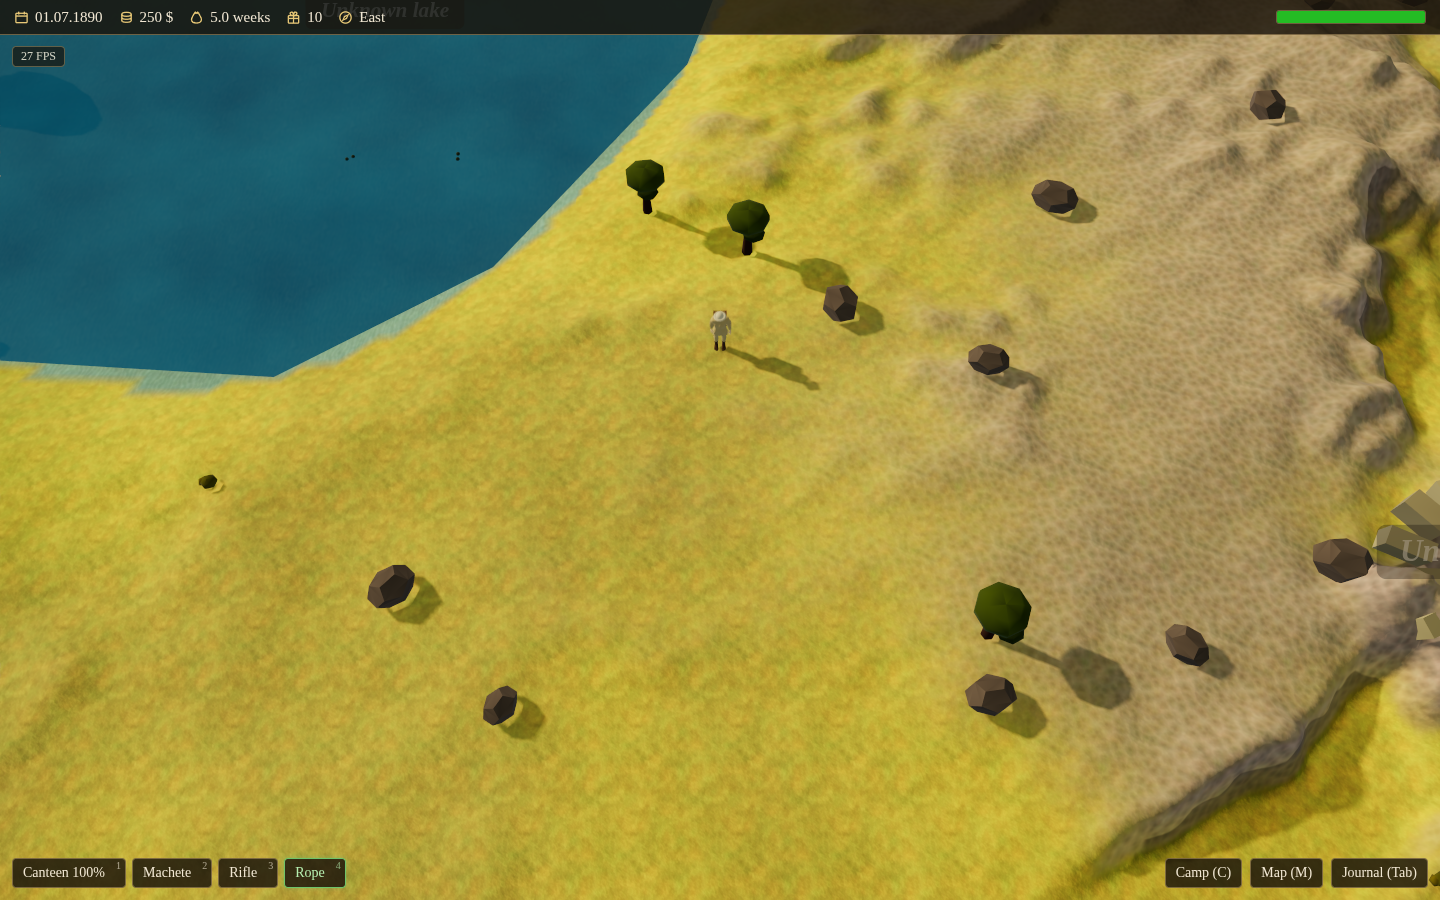 Unknown lake
01.07.1890 250 $ 5.0 weeks 10 East
27 FPS
Un
Canteen 100% 1 Machete 2 Rifle 3 Rope 4
Camp (C) Map (M) Journal (Tab)